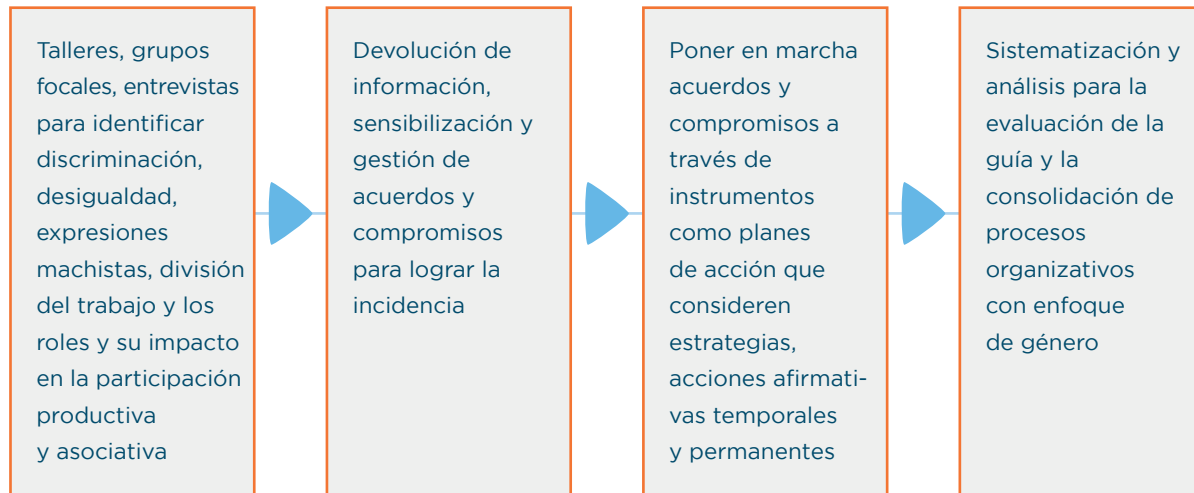 Talleres, grupos
focales, entrevistas
para identificar
discriminación,
desigualdad,
expresiones
machistas, división
del trabajo y los
roles y su impacto
en la participación
productiva
y asociativa
Devolución de
información,
sensibilización y
gestión de
acuerdos y
compromisos
para lograr la
incidencia
Poner en marcha
acuerdos y
compromisos a
través de
instrumentos
como planes
de acción que
consideren
estrategias,
acciones afirmati-
vas temporales
y permanentes
Sistematización y
análisis para la
evaluación de la
guía y la
consolidación de
procesos
organizativos
con enfoque
de género